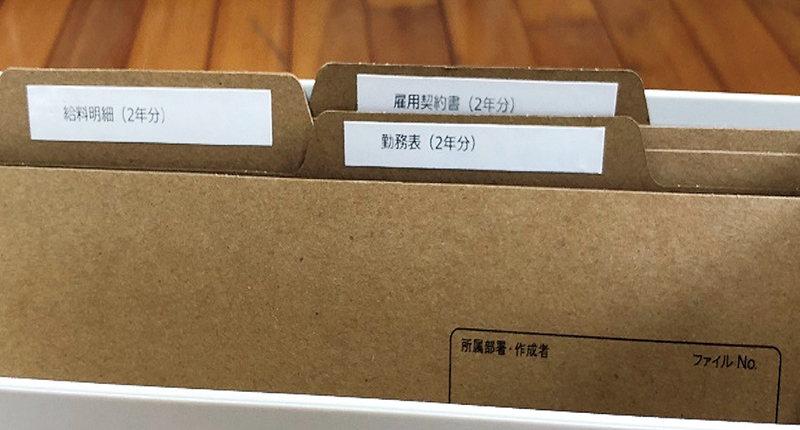 給料明細（2年分）
雇用契約書（2年分）
勤務表（2年分）
所属部署・作成者
ファイル No.